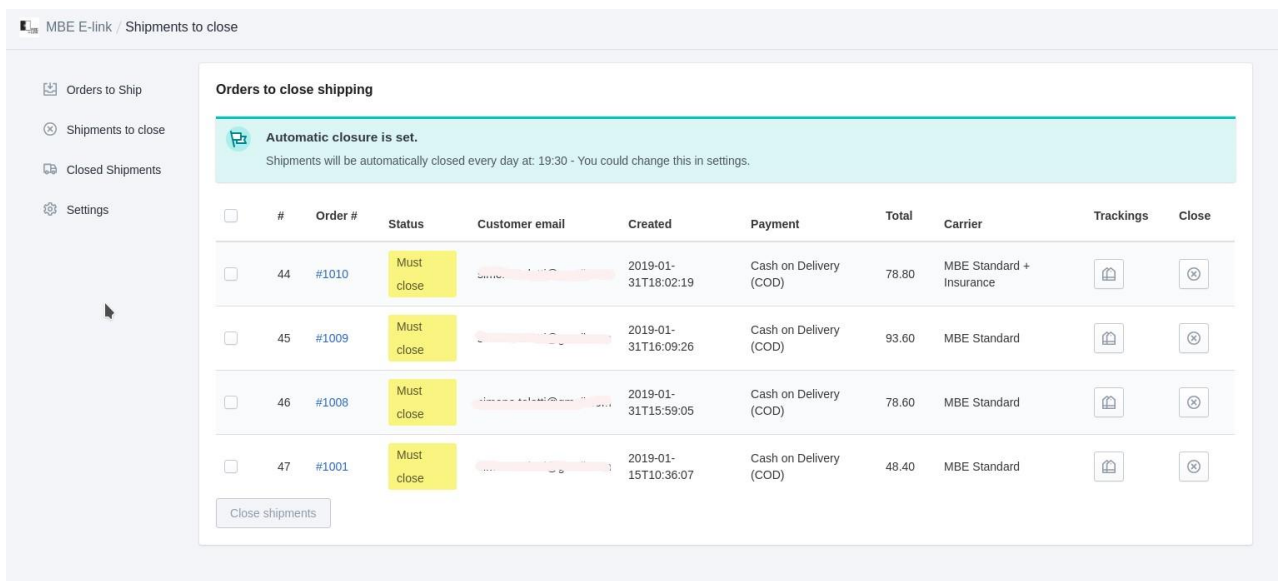 MBE E-link / Shipments to close
Orders to Ship
Shipments to close
Closed Shipments
Settings
Orders to close shipping
Automatic closure is set.
Shipments will be automatically closed every day at: 19:30 - You could change this in settings.
# Order # Status Customer email Created Payment Total Carrier Trackings Close
44 #1010 Must close 2019-01-31T18:02:19 Cash on Delivery (COD) 78.80 MBE Standard + Insurance
45 #1009 Must close 2019-01-31T16:09:26 Cash on Delivery (COD) 93.60 MBE Standard
46 #1008 Must close 2019-01-31T15:59:05 Cash on Delivery (COD) 78.60 MBE Standard
47 #1001 Must close 2019-01-15T10:36:07 Cash on Delivery (COD) 48.40 MBE Standard
Close shipments